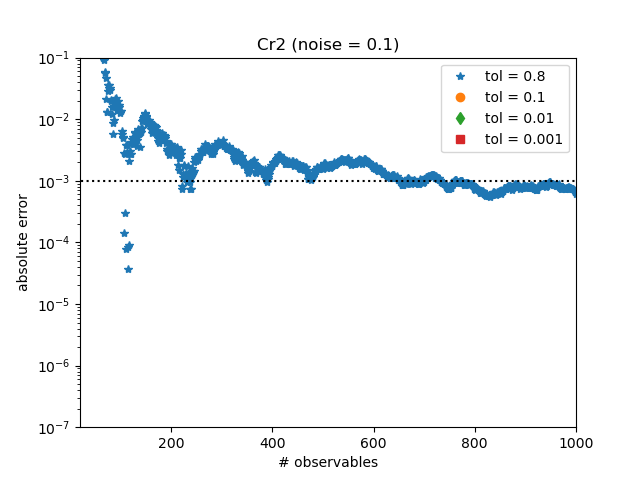 Cr2 (noise = 0.1)
10⁻¹
10⁻²
10⁻³
10⁻⁴
10⁻⁵
10⁻⁶
10⁻⁷
absolute error
tol = 0.8
tol = 0.1
tol = 0.01
tol = 0.001
200 400 600 800 1000
# observables